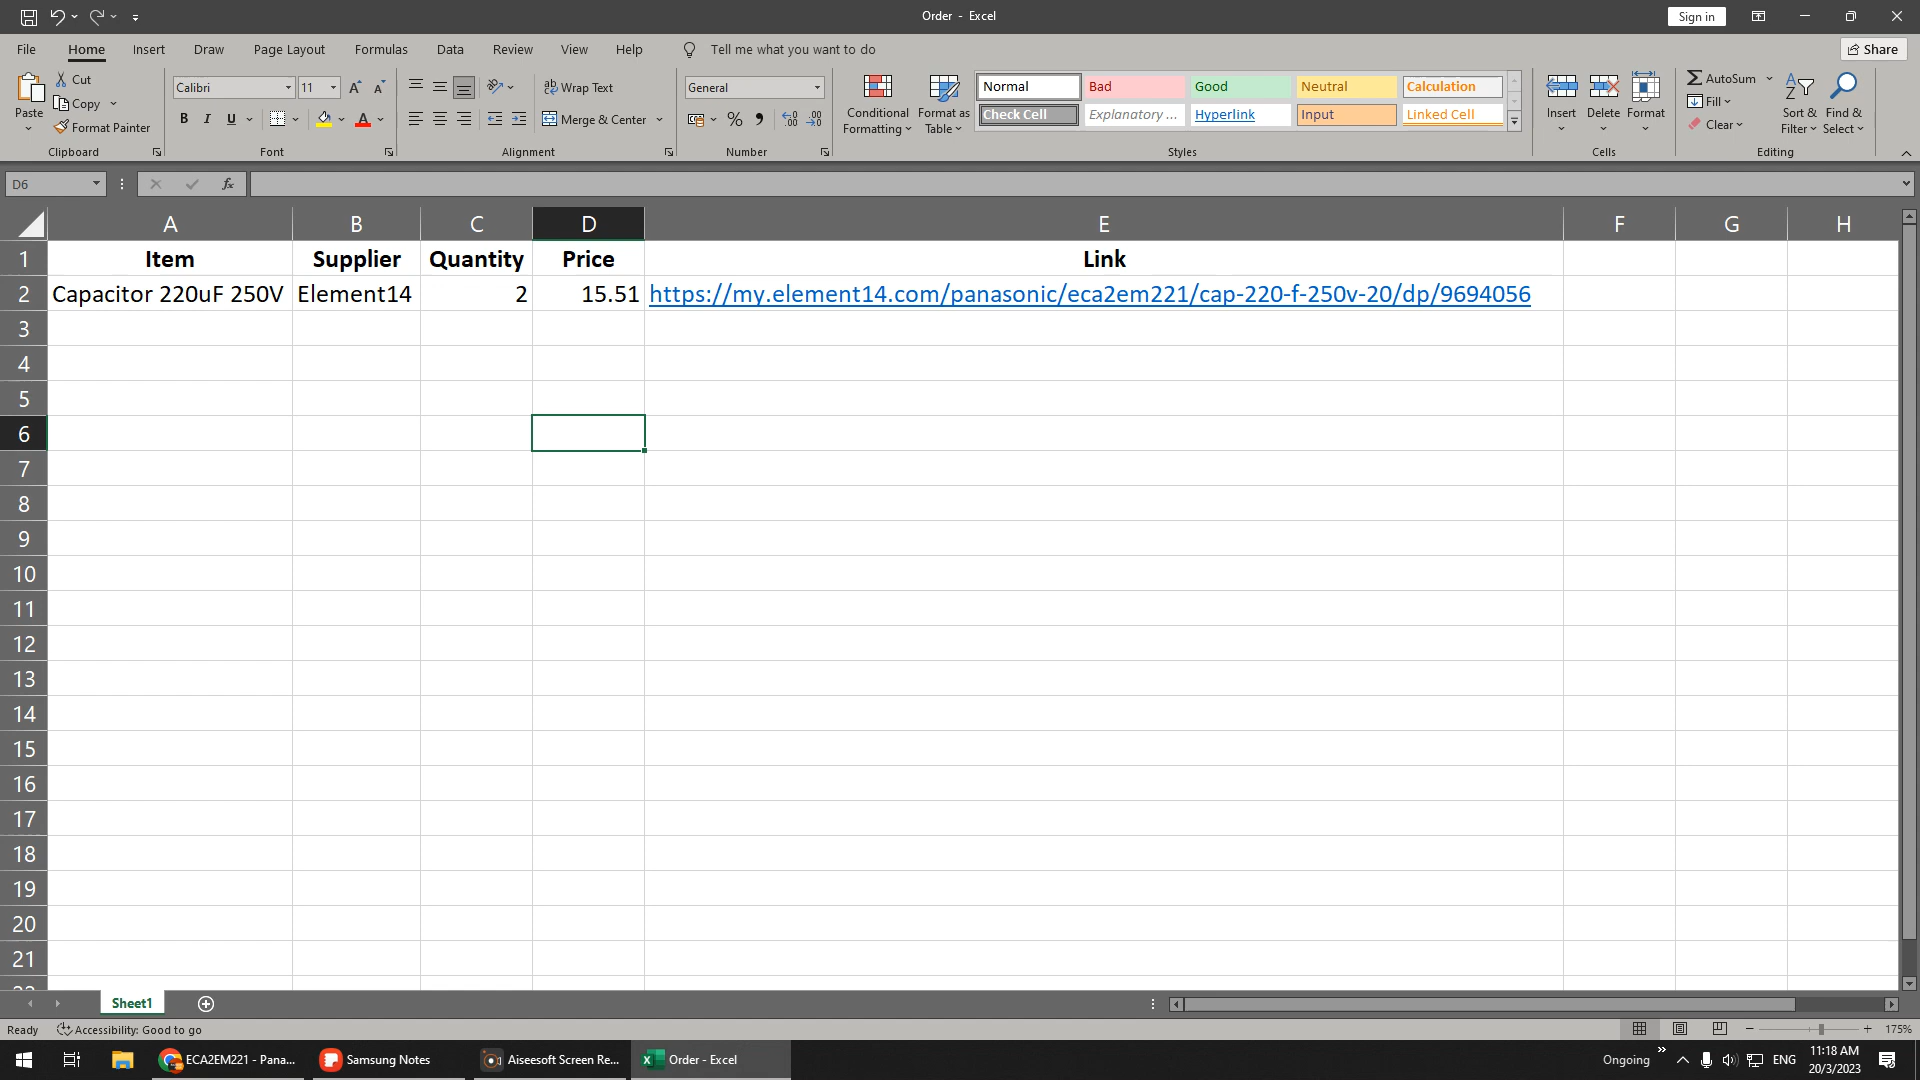 Order - Excel
Sign in
File Home Insert Draw Page Layout Formulas Data Review View Help Tell me what you want to do Share
Paste
Cut
Copy
Format Painter
Clipboard
Calibri 11
B I U
Font
Wrap Text
Merge & Center
Alignment
General
%
Number
Conditional Formatting
Format as Table
Normal Bad Good Neutral Calculation
Check Cell Explanatory ... Hyperlink Input Linked Cell
Styles
Insert Delete Format
Cells
AutoSum
Fill
Clear
Sort & Filter
Find & Select
Editing
D6 fx
A B C D E F G H
1 Item Supplier Quantity Price Link
2 Capacitor 220uF 250V Element14 2 15.51 https://my.element14.com/panasonic/eca2em221/cap-220-f-250v-20/dp/9694056
3
4
5
6
7
8
9
10
11
12
13
14
15
16
17
18
19
20
21
Sheet1
Ready Accessibility: Good to go 175%
ECA2EM221 - Pana... Samsung Notes Aiseesoft Screen Re... Order - Excel Ongoing ENG 11:18 AM
20/3/2023